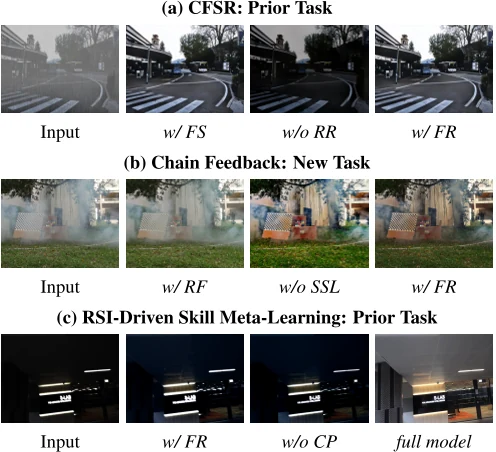 (a) CFSR: Prior Task
Input w/ FS w/o RR w/ FR
(b) Chain Feedback: New Task
Input w/ RF w/o SSL w/ FR
(c) RSI-Driven Skill Meta-Learning: Prior Task
Input w/ FR w/o CP full model